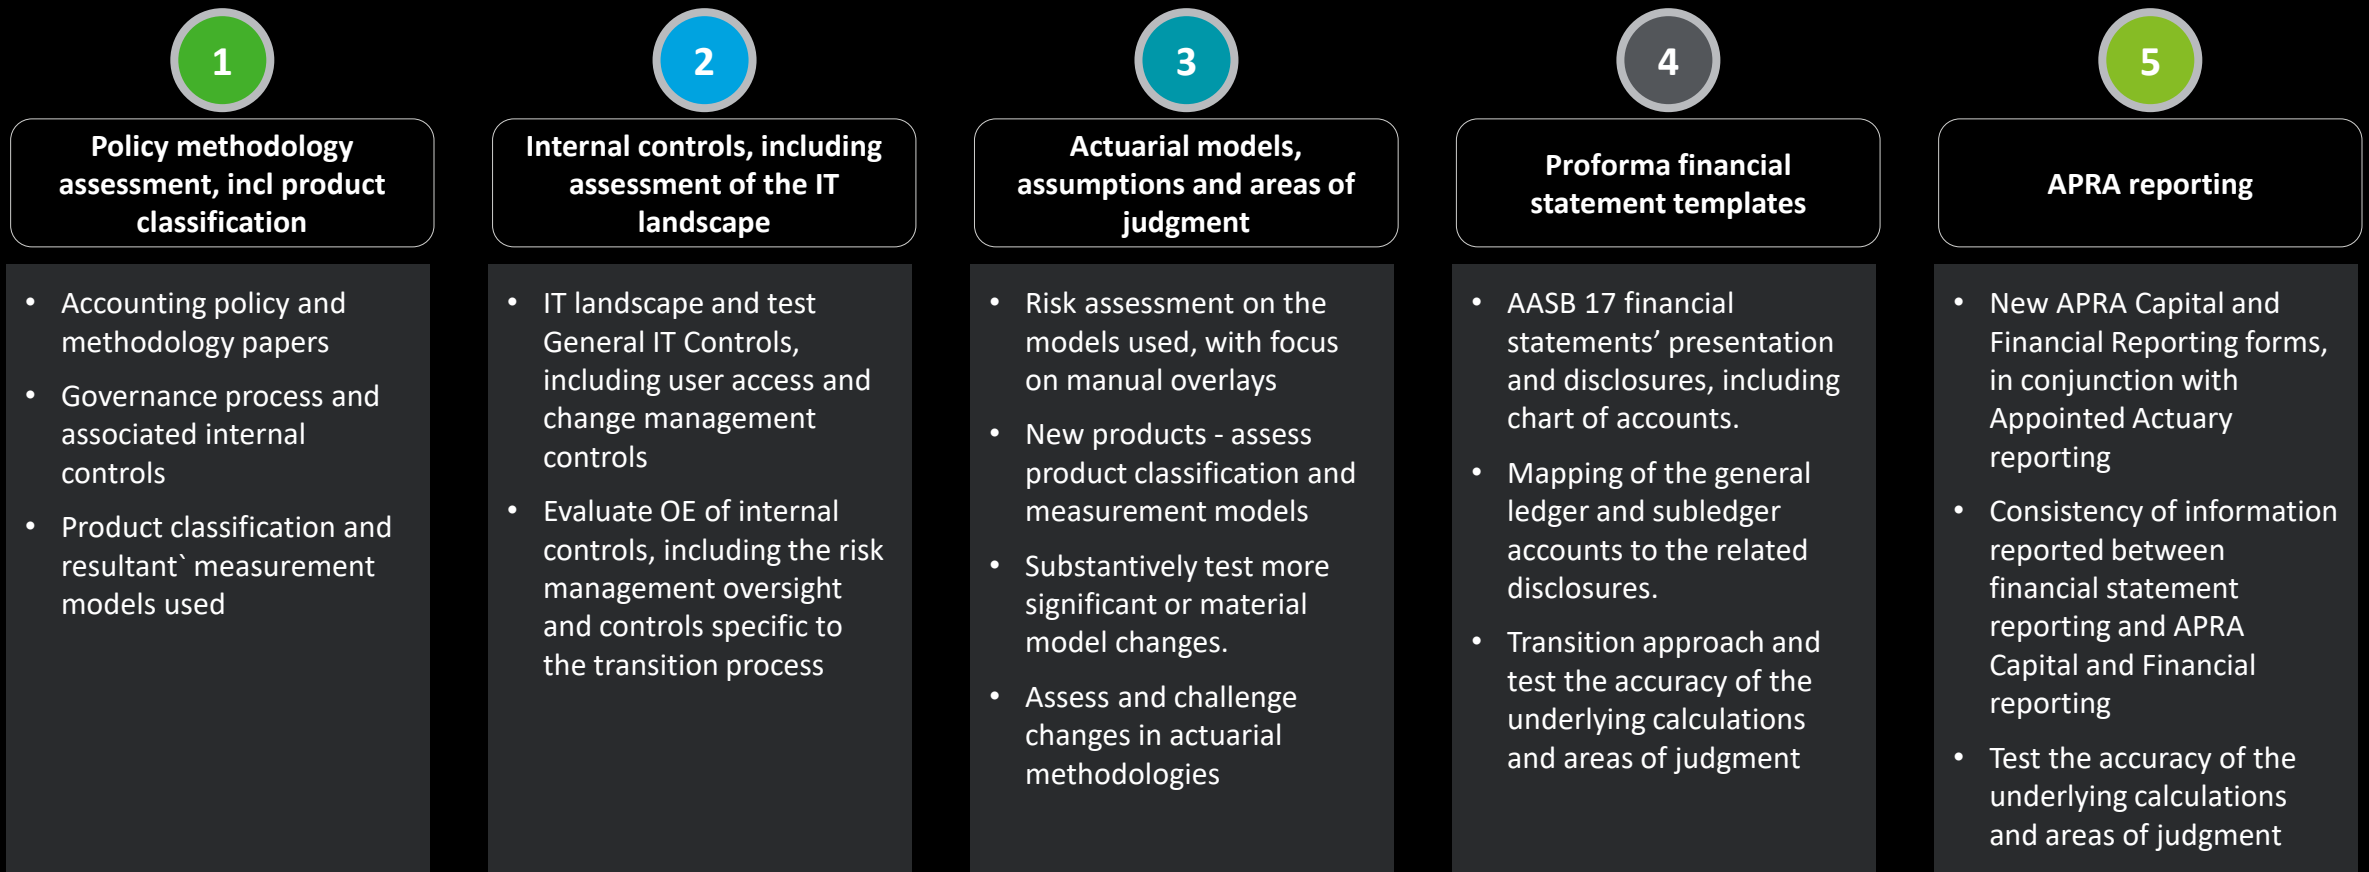 1
Policy methodology
assessment, incl product
classification
• Accounting policy and
methodology papers
• Governance process and
associated internal
controls
• Product classification and
resultant` measurement
models used
2
Internal controls, including
assessment of the IT
landscape
• IT landscape and test
General IT Controls,
including user access and
change management
controls
• Evaluate OE of internal
controls, including the risk
management oversight
and controls specific to
the transition process
3
Actuarial models,
assumptions and areas of
judgment
• Risk assessment on the
models used, with focus
on manual overlays
• New products - assess
product classification and
measurement models
• Substantively test more
significant or material
model changes.
• Assess and challenge
changes in actuarial
methodologies
4
Proforma financial
statement templates
• AASB 17 financial
statements’ presentation
and disclosures, including
chart of accounts.
• Mapping of the general
ledger and subledger
accounts to the related
disclosures.
• Transition approach and
test the accuracy of the
underlying calculations
and areas of judgment
5
APRA reporting
• New APRA Capital and
Financial Reporting forms,
in conjunction with
Appointed Actuary
reporting
• Consistency of information
reported between
financial statement
reporting and APRA
Capital and Financial
reporting
• Test the accuracy of the
underlying calculations
and areas of judgment